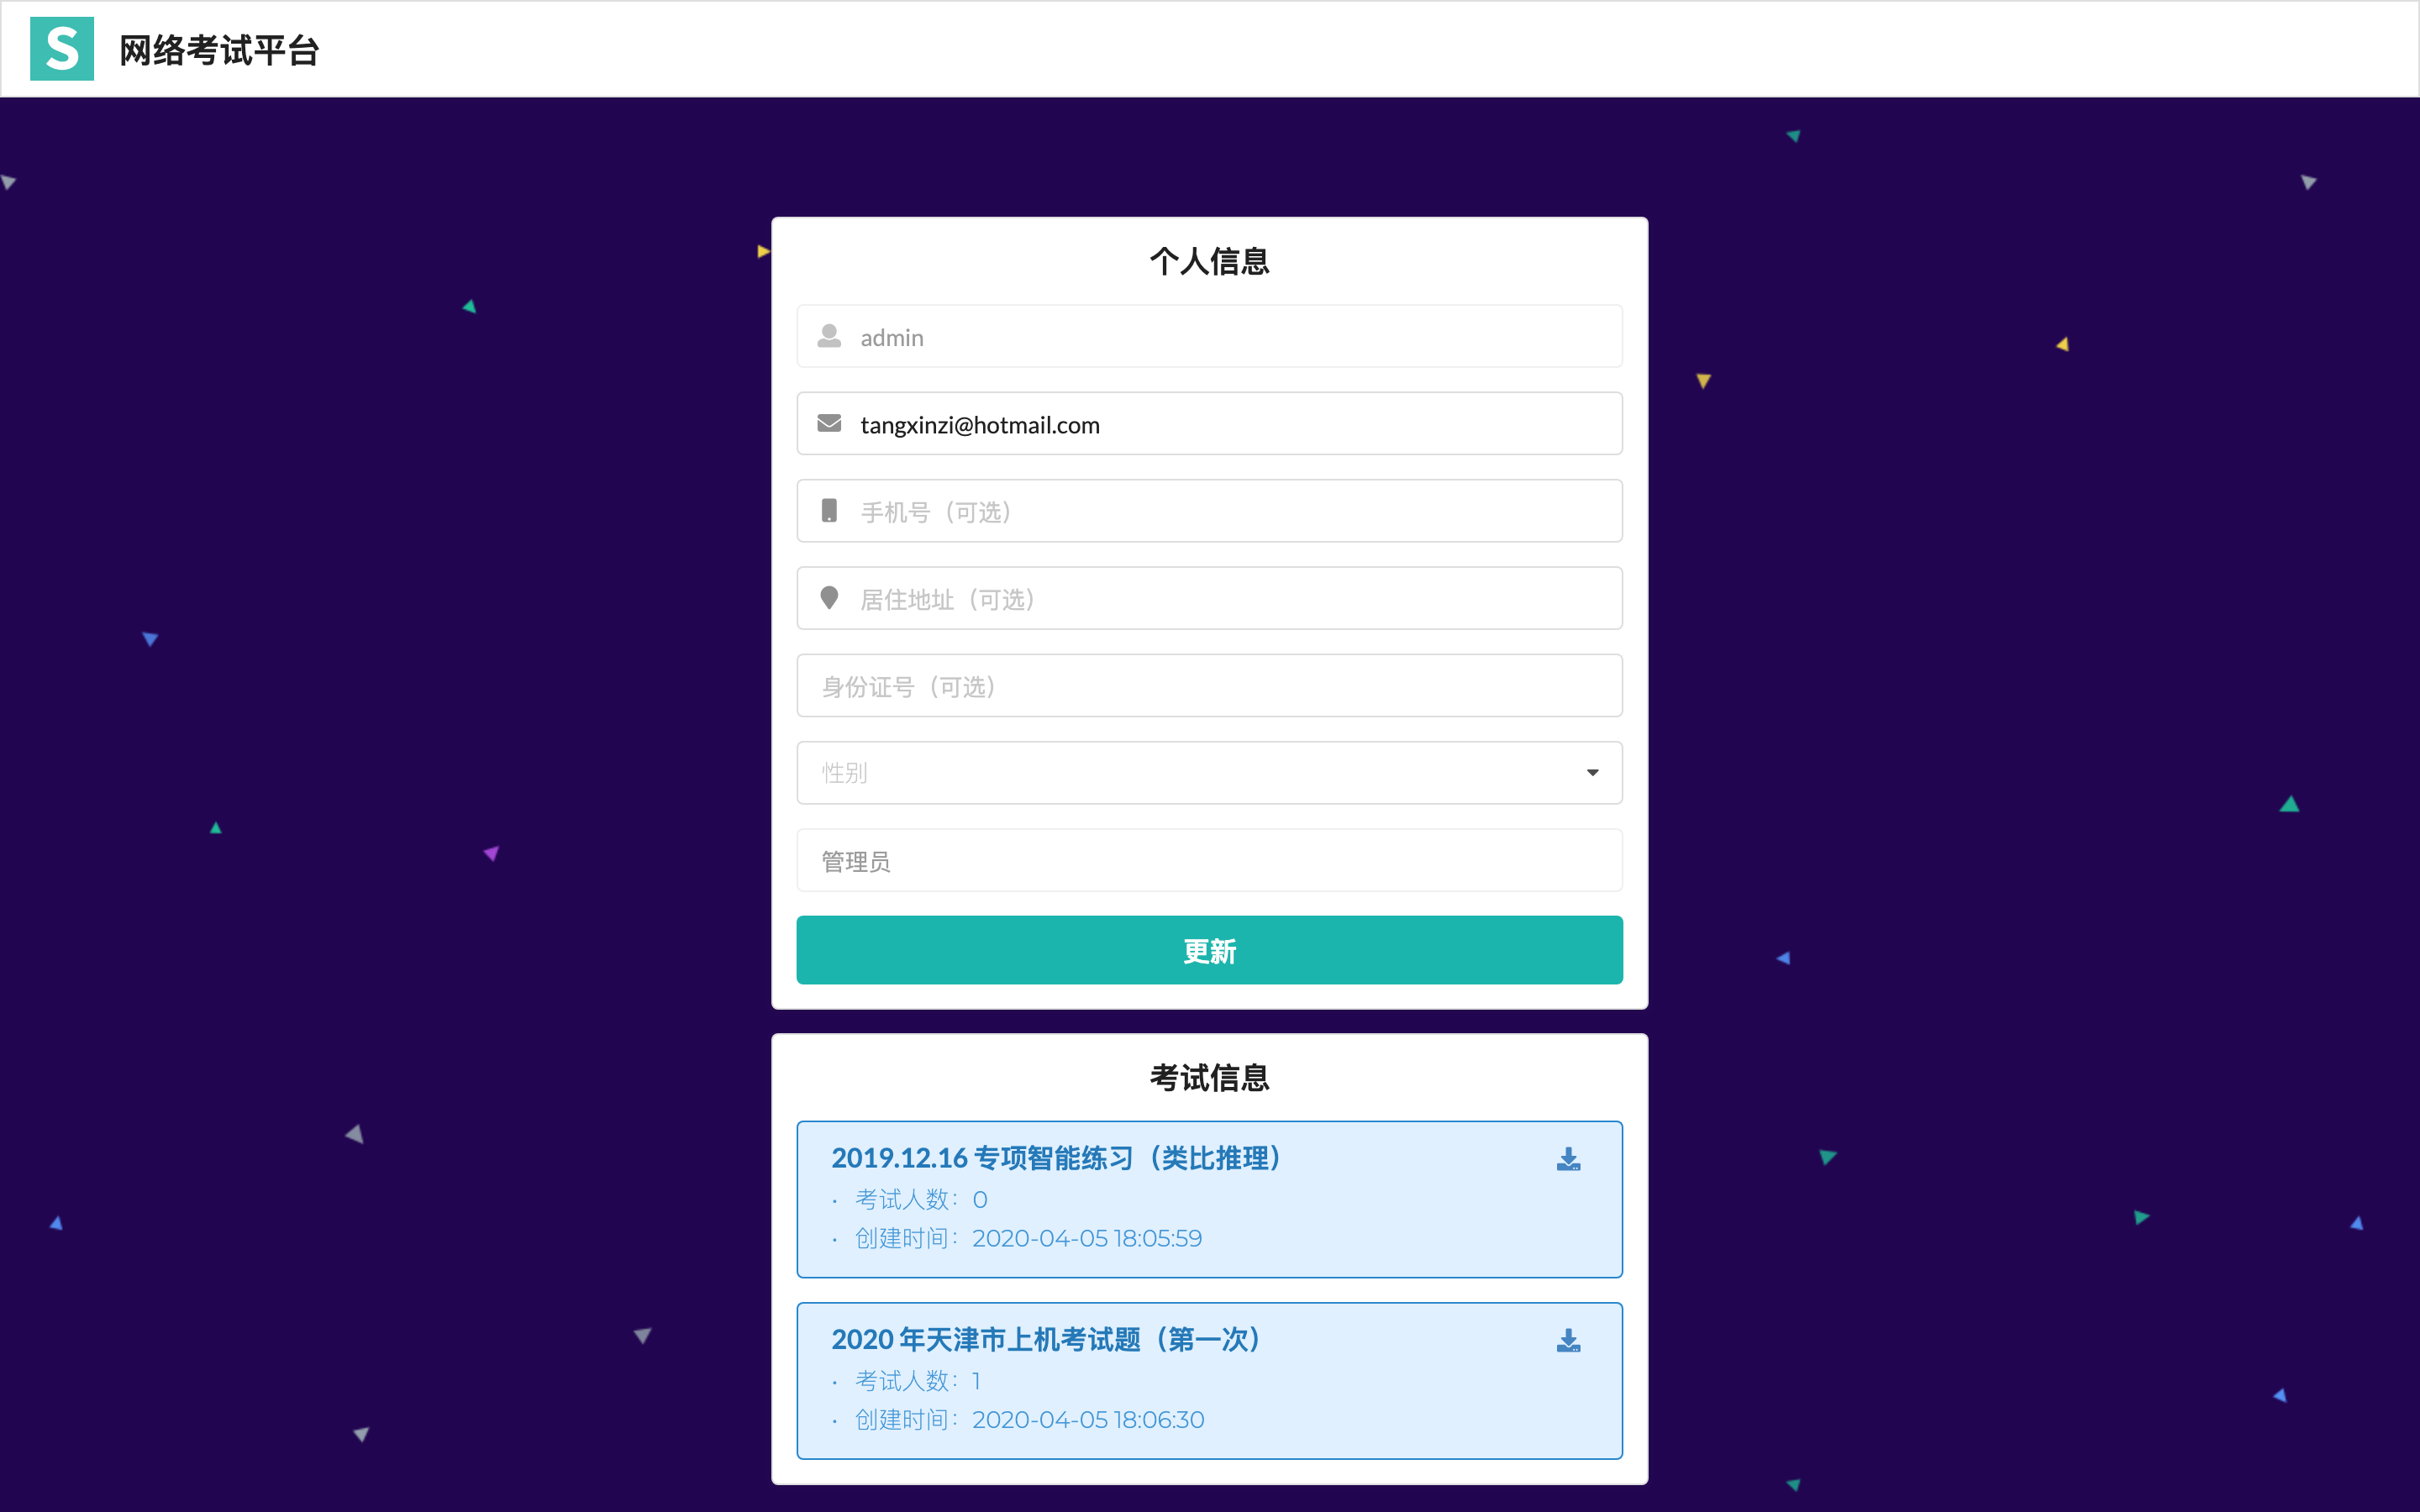 S 网络考试平台
个人信息
admin
tangxinzi@hotmail.com
手机号（可选）
居住地址（可选）
身份证号（可选）
性别
管理员
更新
考试信息
2019.12.16 专项智能练习（类比推理）
· 考试人数：0
· 创建时间：2020-04-05 18:05:59
2020 年天津市上机考试题（第一次）
· 考试人数：1
· 创建时间：2020-04-05 18:06:30